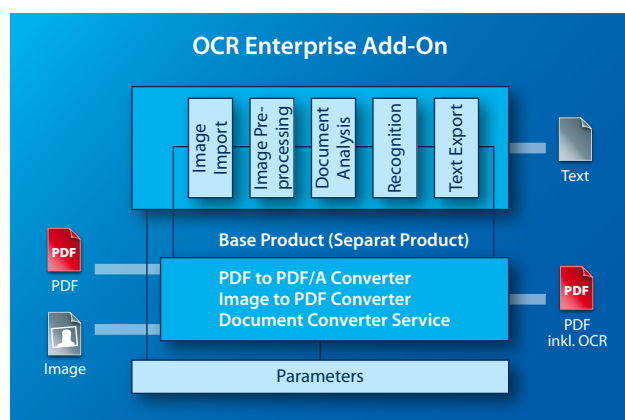 OCR Enterprise Add-On
Image
Import
Image Pre-
processing
Document
Analysis
Recognition
Text Export
Text
Base Product (Separat Product)
PDF
PDF
PDF to PDF/A Converter
Image to PDF Converter
Document Converter Service
PDF
PDF
inkl. OCR
Image
Parameters